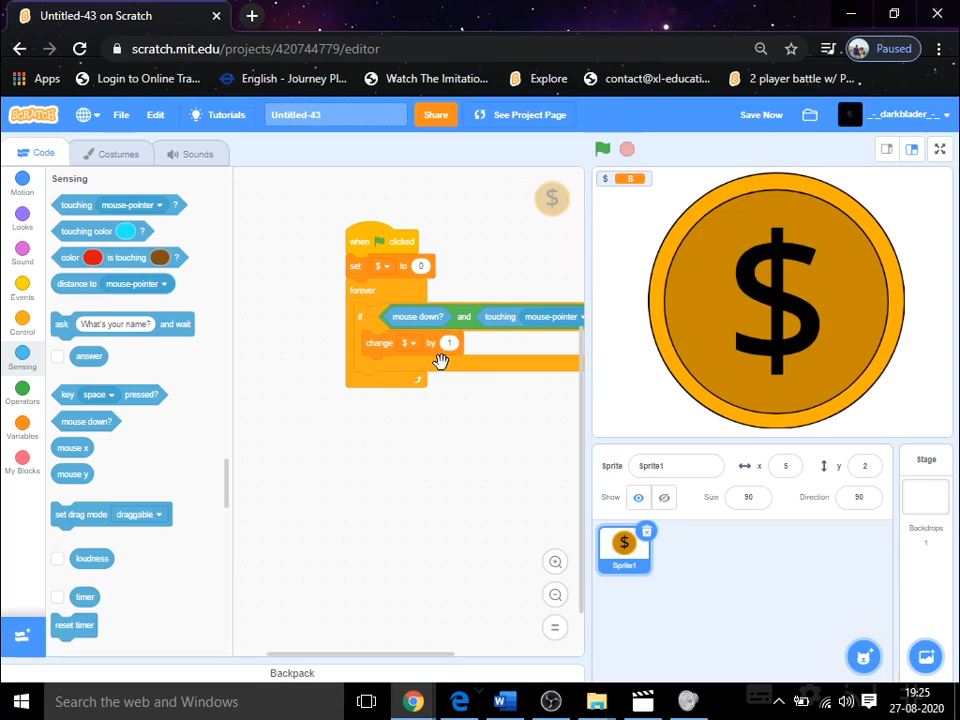 Untitled-43 on Scratch
scratch.mit.edu/projects/420744779/editor
Paused
Apps
Login to Online Tra...
English - Journey Pl...
Watch The Imitatio...
Explore
contact@xl-educati...
2 player battle w/ P...
SCRATCH
File
Edit
Tutorials
Untitled-43
Share
See Project Page
Save Now
_-_darkblader_-_
Code
Costumes
Sounds
Motion
Looks
Sound
Events
Control
Sensing
Operators
Variables
My Blocks
Sensing
touching mouse-pointer ?
touching color ?
color is touching ?
distance to mouse-pointer
ask What's your name? and wait
answer
key space pressed?
mouse down?
mouse x
mouse y
set drag mode draggable
loudness
timer
reset timer
when clicked
set $ to 0
forever
if mouse down? and touching mouse-pointer
change $ by 1
$
$ 8
$
Sprite Sprite1 x 5 y 2
Show Size 90 Direction 90
Sprite1
Stage
Backdrops
1
Backpack
Search the web and Windows
19:25
27-08-2020